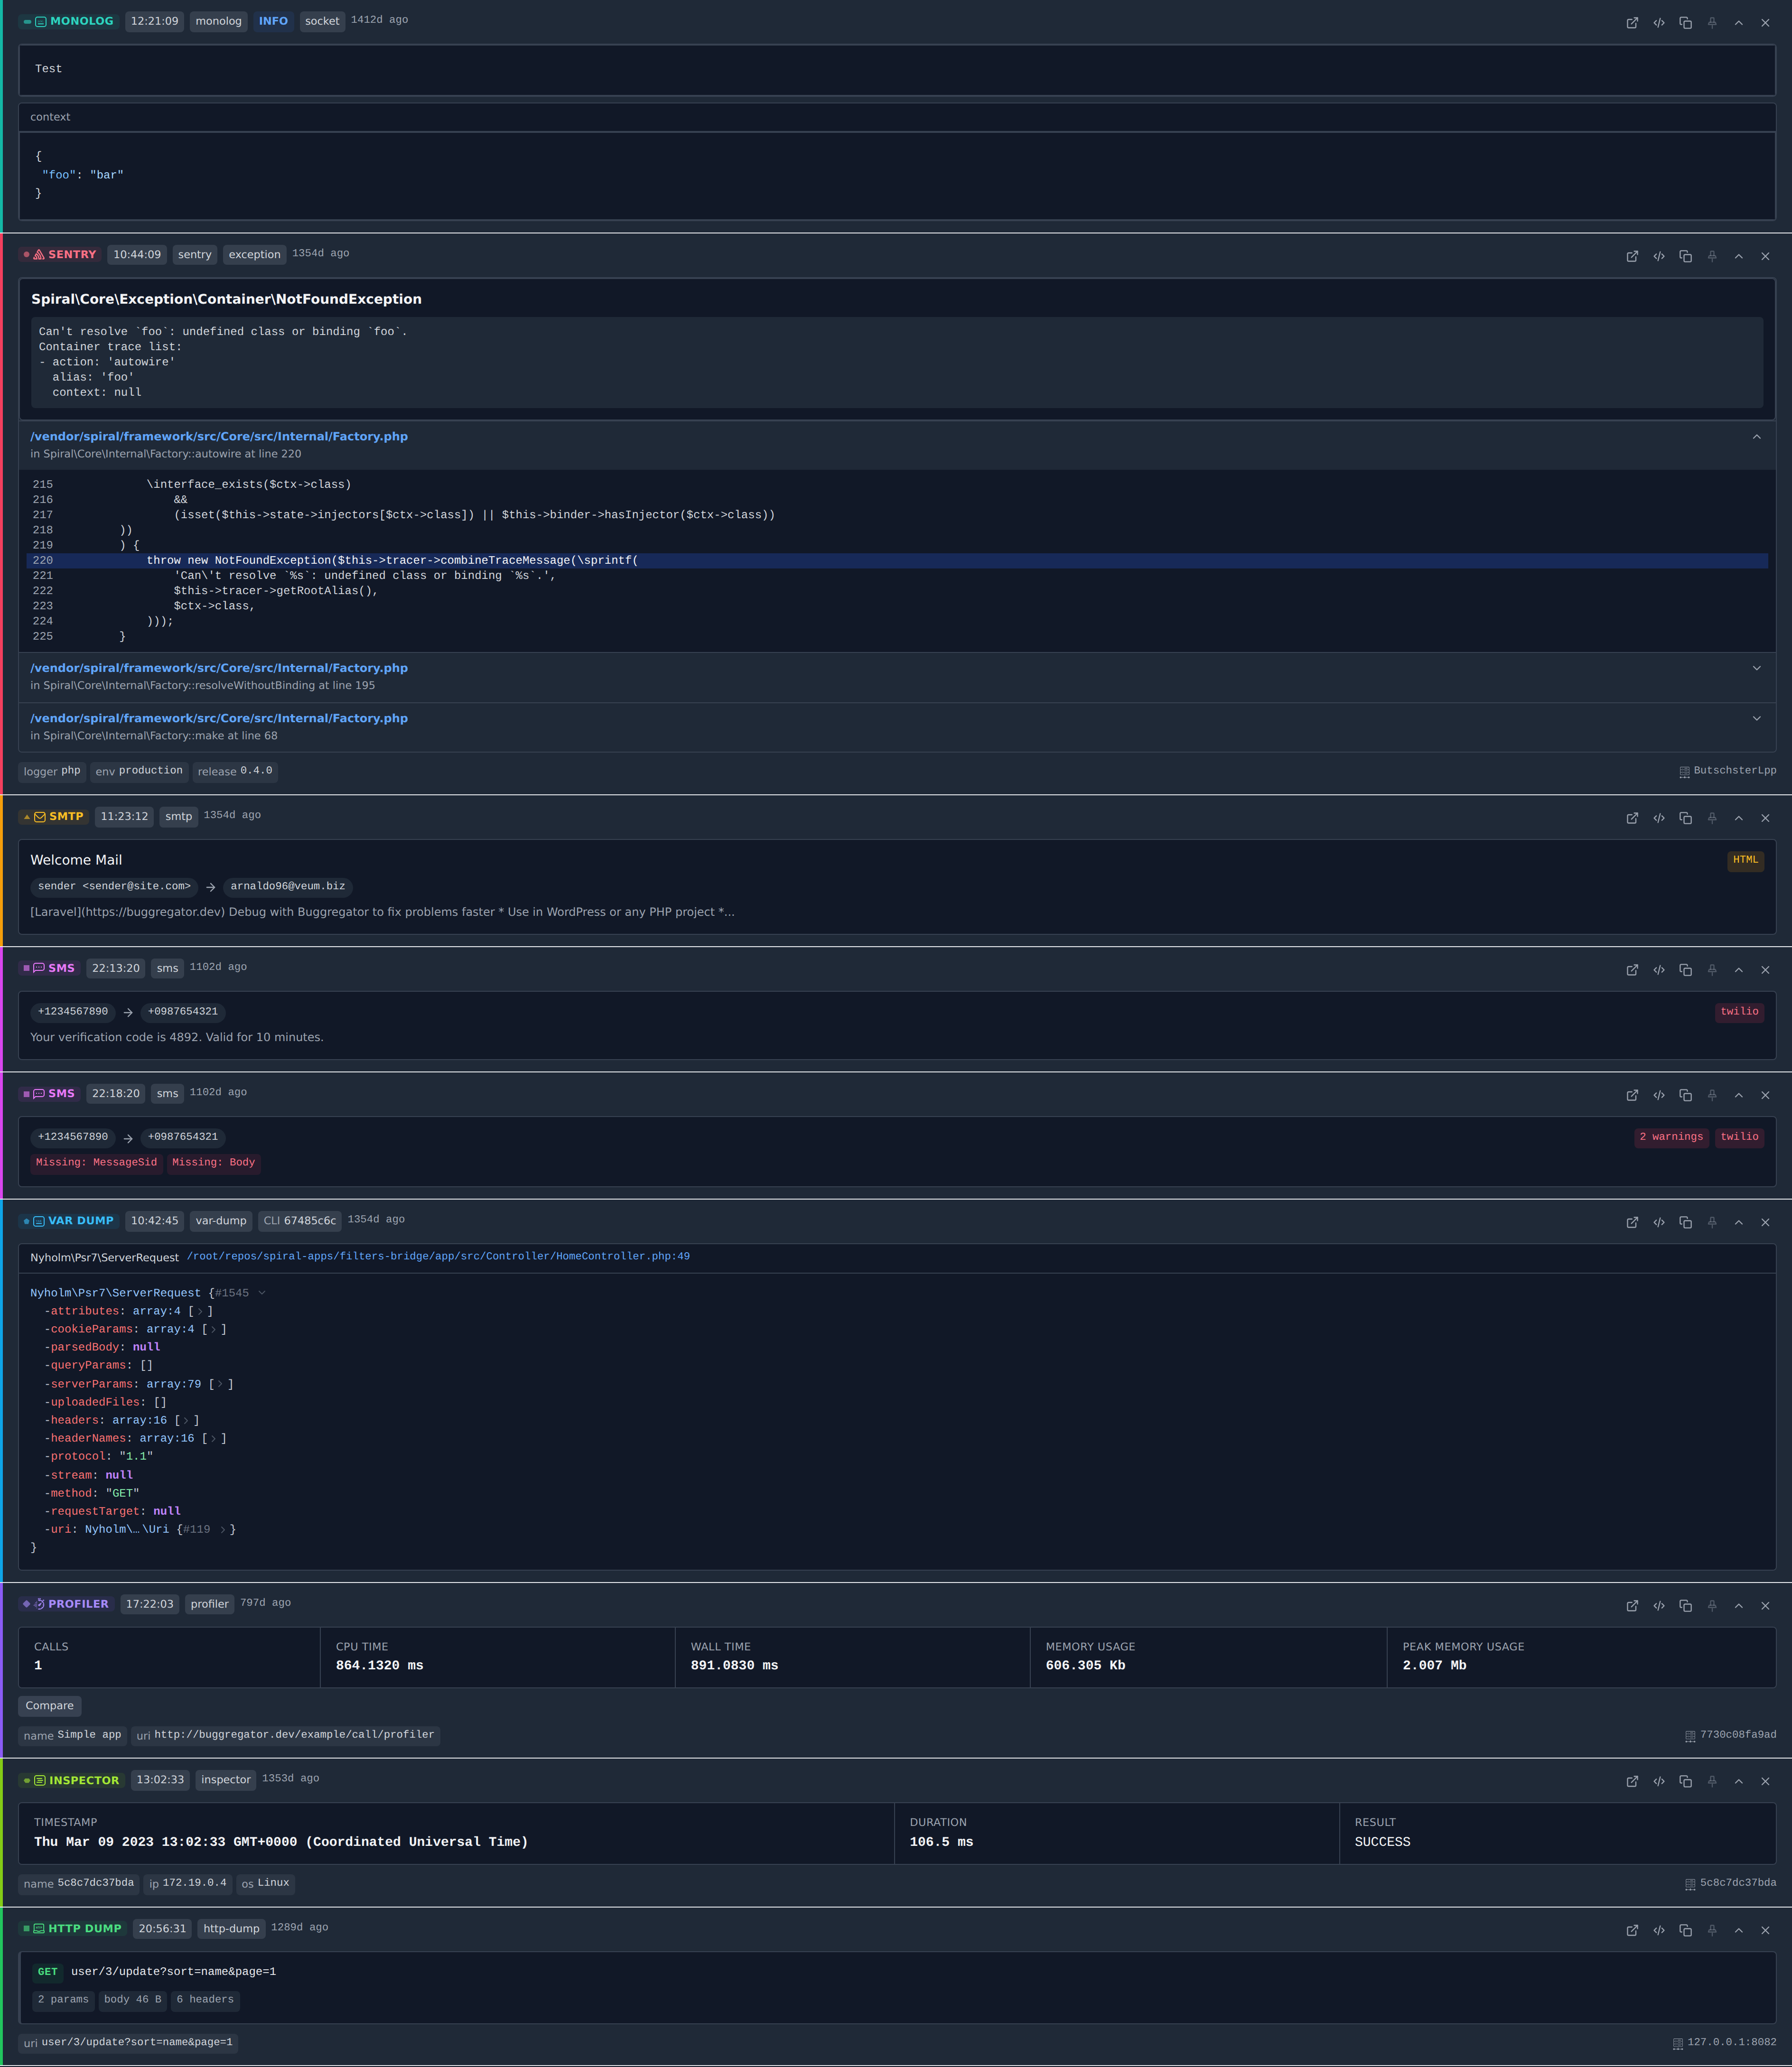 MONOLOG 12:21:09 monolog INFO socket 1412d ago
Test
context
{
"foo": "bar"
}
SENTRY 10:44:09 sentry exception 1354d ago
Spiral\Core\Exception\Container\NotFoundException
Can't resolve `foo`: undefined class or binding `foo`.
Container trace list:
- action: 'autowire'
alias: 'foo'
context: null
/vendor/spiral/framework/src/Core/src/Internal/Factory.php
in Spiral\Core\Internal\Factory::autowire at line 220
215 \interface_exists($ctx->class)
216 &&
217 (isset($this->state->injectors[$ctx->class]) || $this->binder->hasInjector($ctx->class))
218 ))
219 ) {
220 throw new NotFoundException($this->tracer->combineTraceMessage(\sprintf(
221 'Can\'t resolve `%s`: undefined class or binding `%s`.',
222 $this->tracer->getRootAlias(),
223 $ctx->class,
224 )));
225 }
/vendor/spiral/framework/src/Core/src/Internal/Factory.php
in Spiral\Core\Internal\Factory::resolveWithoutBinding at line 195
/vendor/spiral/framework/src/Core/src/Internal/Factory.php
in Spiral\Core\Internal\Factory::make at line 68
logger php env production release 0.4.0 ButschsterLpp
SMTP 11:23:12 smtp 1354d ago
Welcome Mail HTML
sender <sender@site.com> → arnaldo96@veum.biz
[Laravel](https://buggregator.dev) Debug with Buggregator to fix problems faster * Use in WordPress or any PHP project *…
SMS 22:13:20 sms 1102d ago
+1234567890 → +0987654321 twilio
Your verification code is 4892. Valid for 10 minutes.
SMS 22:18:20 sms 1102d ago
+1234567890 → +0987654321 2 warnings twilio
Missing: MessageSid Missing: Body
VAR DUMP 10:42:45 var-dump CLI 67485c6c 1354d ago
Nyholm\Psr7\ServerRequest /root/repos/spiral-apps/filters-bridge/app/src/Controller/HomeController.php:49
Nyholm\Psr7\ServerRequest {#1545
-attributes: array:4 [ ]
-cookieParams: array:4 [ ]
-parsedBody: null
-queryParams: []
-serverParams: array:79 [ ]
-uploadedFiles: []
-headers: array:16 [ ]
-headerNames: array:16 [ ]
-protocol: "1.1"
-stream: null
-method: "GET"
-requestTarget: null
-uri: Nyholm\…\Uri {#119 }
}
PROFILER 17:22:03 profiler 797d ago
CALLS CPU TIME WALL TIME MEMORY USAGE PEAK MEMORY USAGE
1 864.1320 ms 891.0830 ms 606.305 Kb 2.007 Mb
Compare
name Simple app uri http://buggregator.dev/example/call/profiler 7730c08fa9ad
INSPECTOR 13:02:33 inspector 1353d ago
TIMESTAMP DURATION RESULT
Thu Mar 09 2023 13:02:33 GMT+0000 (Coordinated Universal Time) 106.5 ms SUCCESS
name 5c8c7dc37bda ip 172.19.0.4 os Linux 5c8c7dc37bda
HTTP DUMP 20:56:31 http-dump 1289d ago
GET user/3/update?sort=name&page=1
2 params body 46 B 6 headers
uri user/3/update?sort=name&page=1 127.0.0.1:8082